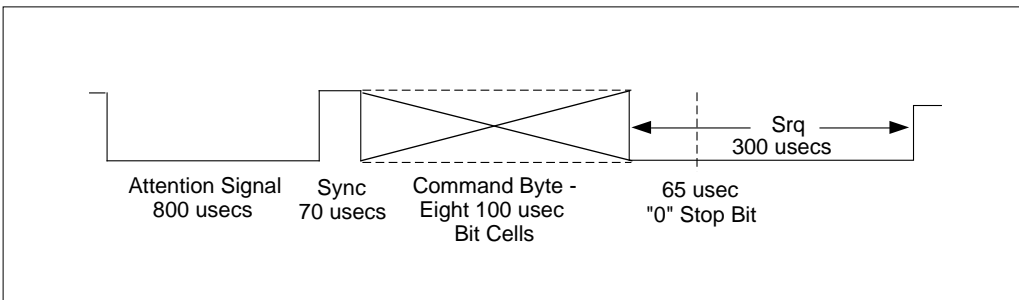 Srq
300 usecs
Attention Signal
800 usecs
Sync
70 usecs
Command Byte -
Eight 100 usec
Bit Cells
65 usec
"0" Stop Bit